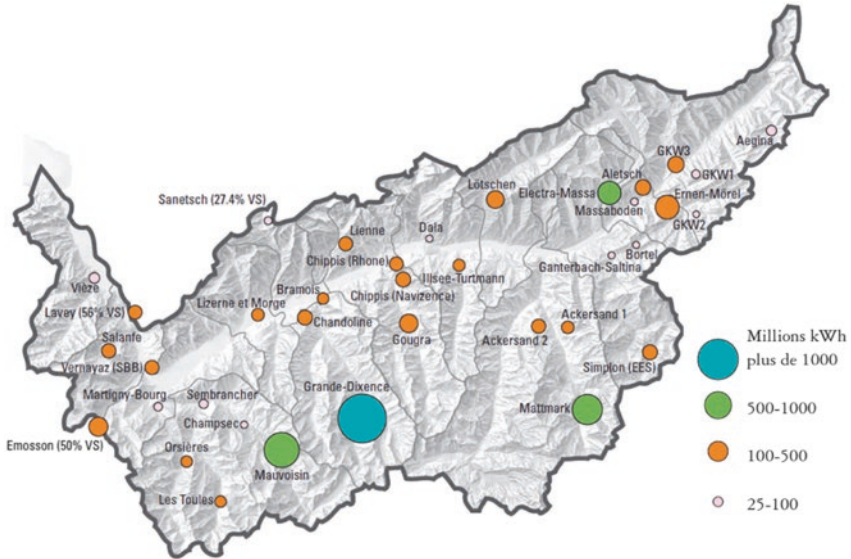 Aegina
GKW3
Aletsch
GKW1
Lötschen
Electra-Massa
Ernen-Mörel
Massaboden
Sanetsch (27.4% VS)
GKW2
Lienne
Dala
Bortel
Chippis (Rhone)
Ganterbach-Saltina
Illsee-Turtmann
Vièze
Bramois
Chippis (Navizence)
Lizerne et Morge
Lavey (56% VS)
Ackersand 1
Chandoline
Salanfe
Gougra
Ackersand 2
Vernayaz (SBB)
Simplon (EES)
Grande-Dixence
Martigny-Bourg
Sembrancher
Mattmark
Champsec
Emosson (50% VS)
Orsières
Mauvoisin
Les Toules
Millions kWh
plus de 1000
500-1000
100-500
25-100